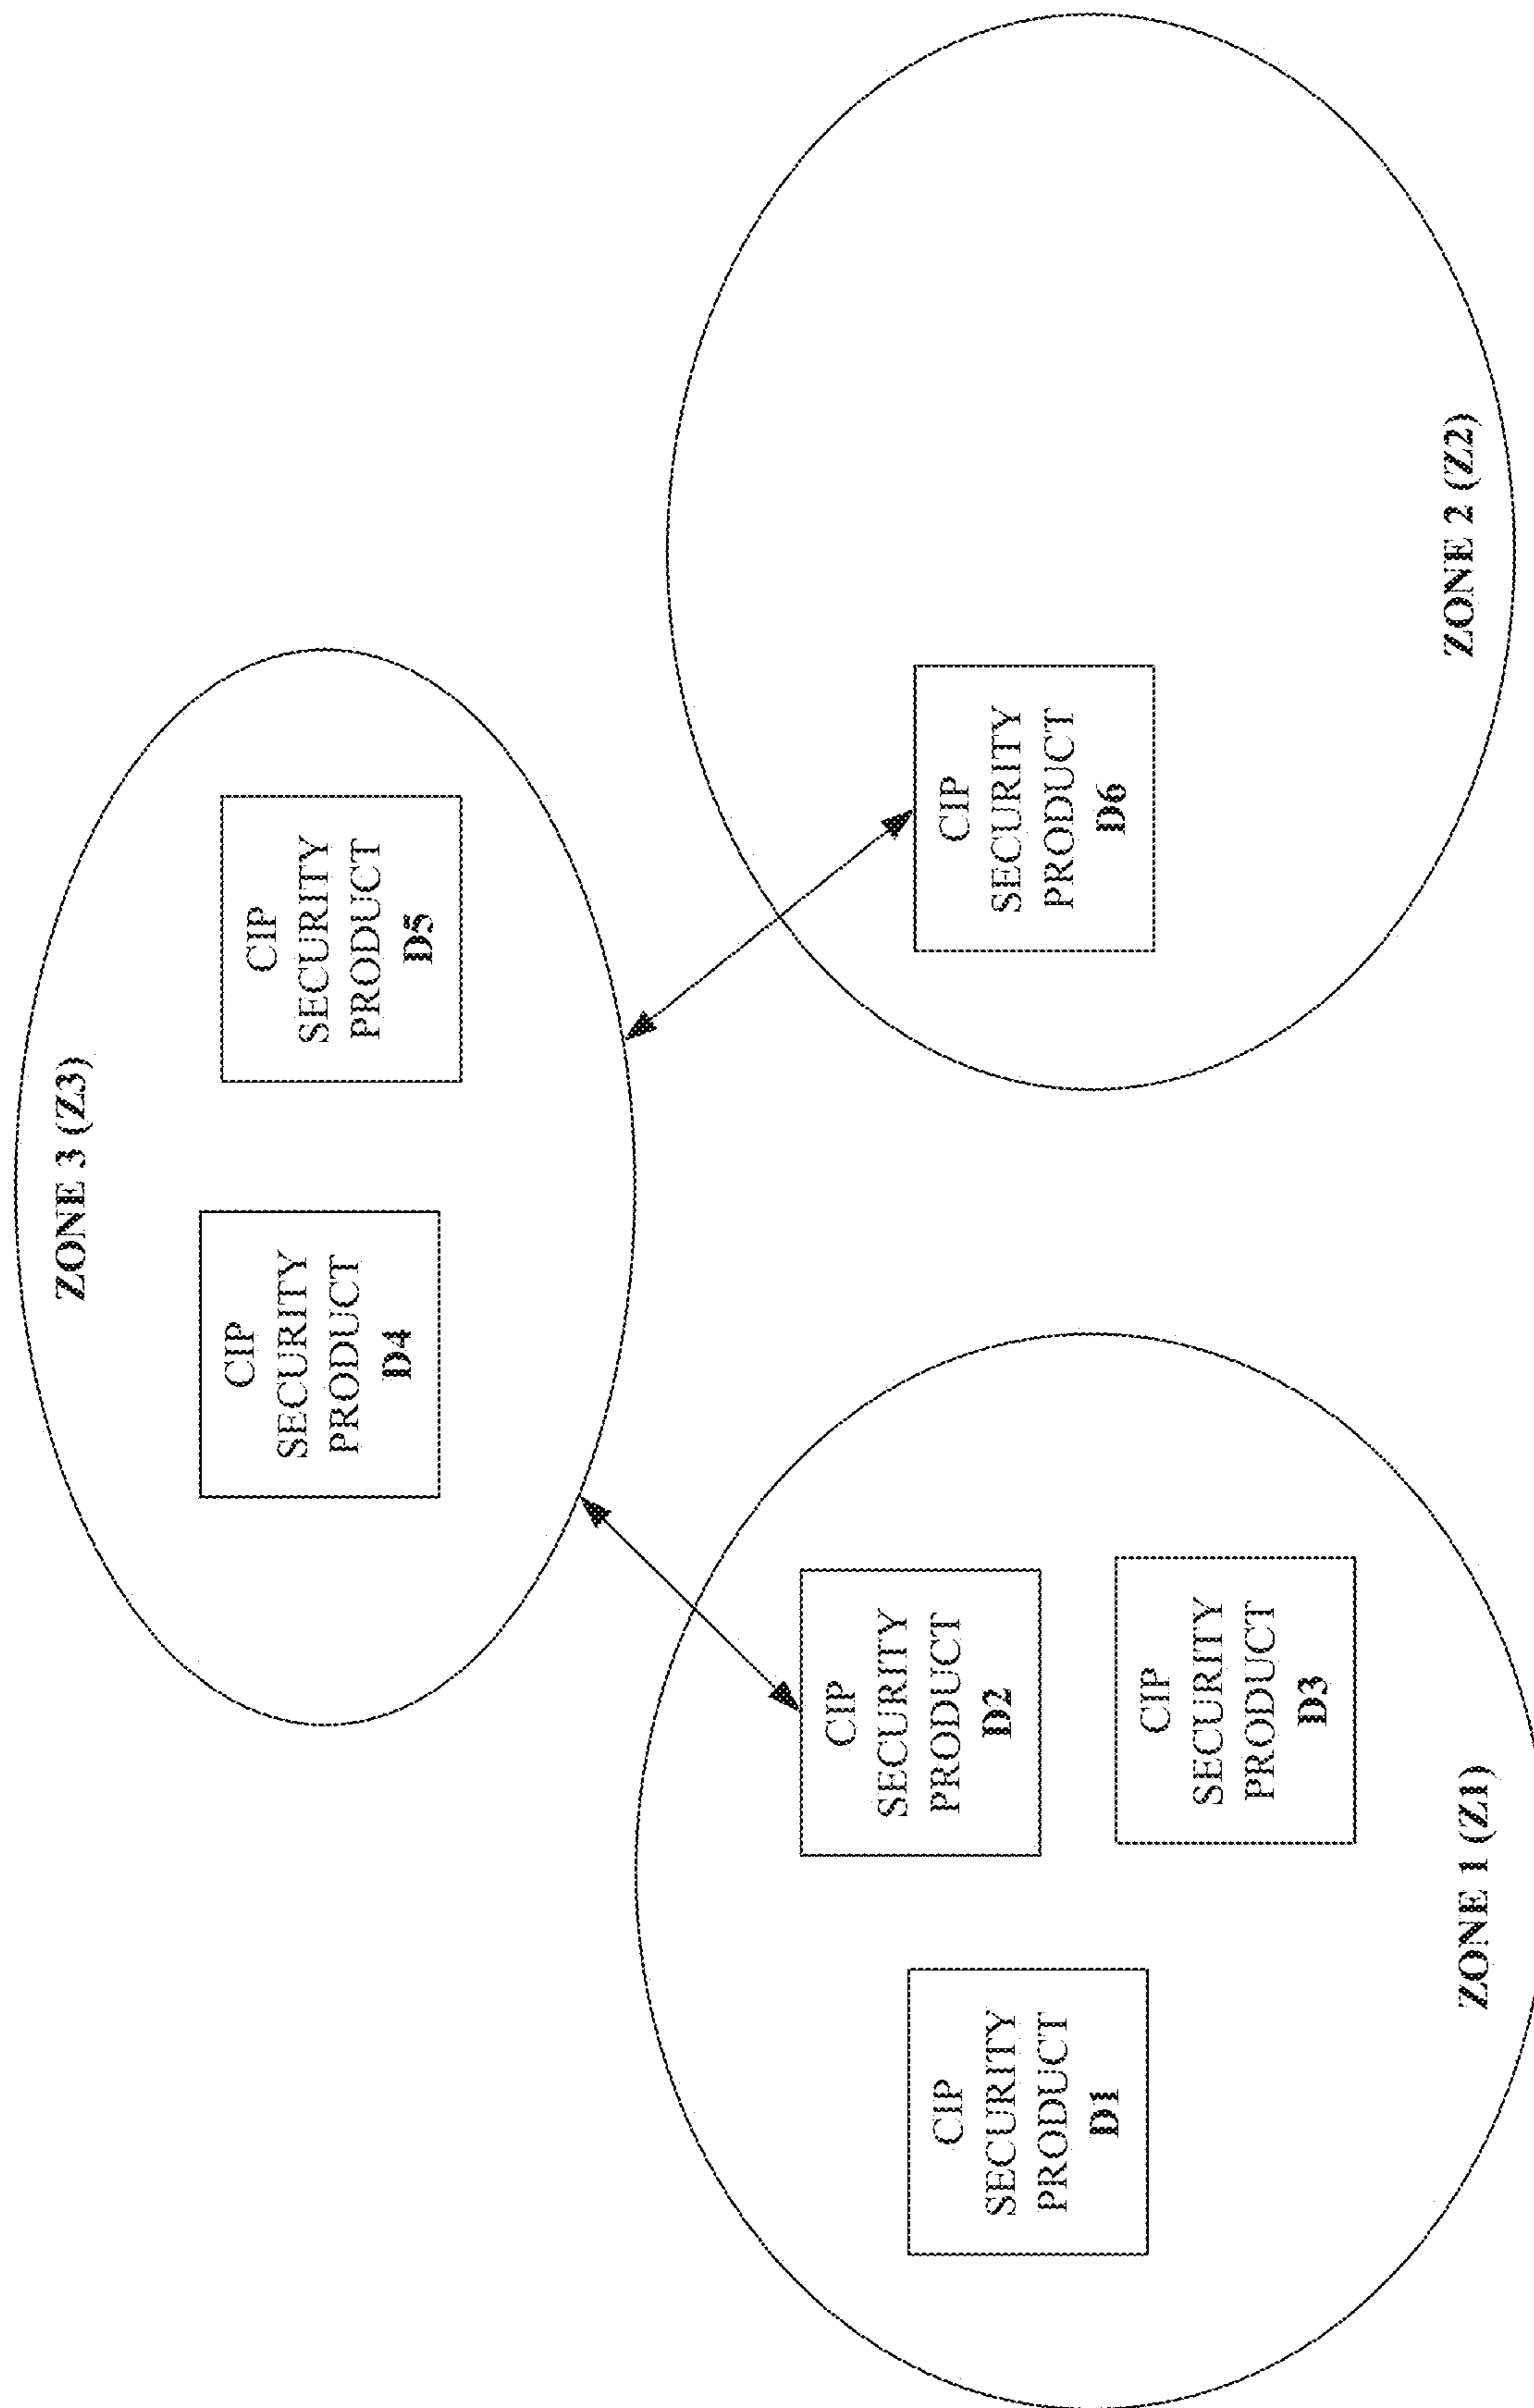 ZONE 3 (Z3)
CIP
SECURITY
PRODUCT
D4
CIP
SECURITY
PRODUCT
D5
CIP
SECURITY
PRODUCT
D1
CIP
SECURITY
PRODUCT
D2
CIP
SECURITY
PRODUCT
D3
ZONE 1 (Z1)
CIP
SECURITY
PRODUCT
D6
ZONE 2 (Z2)